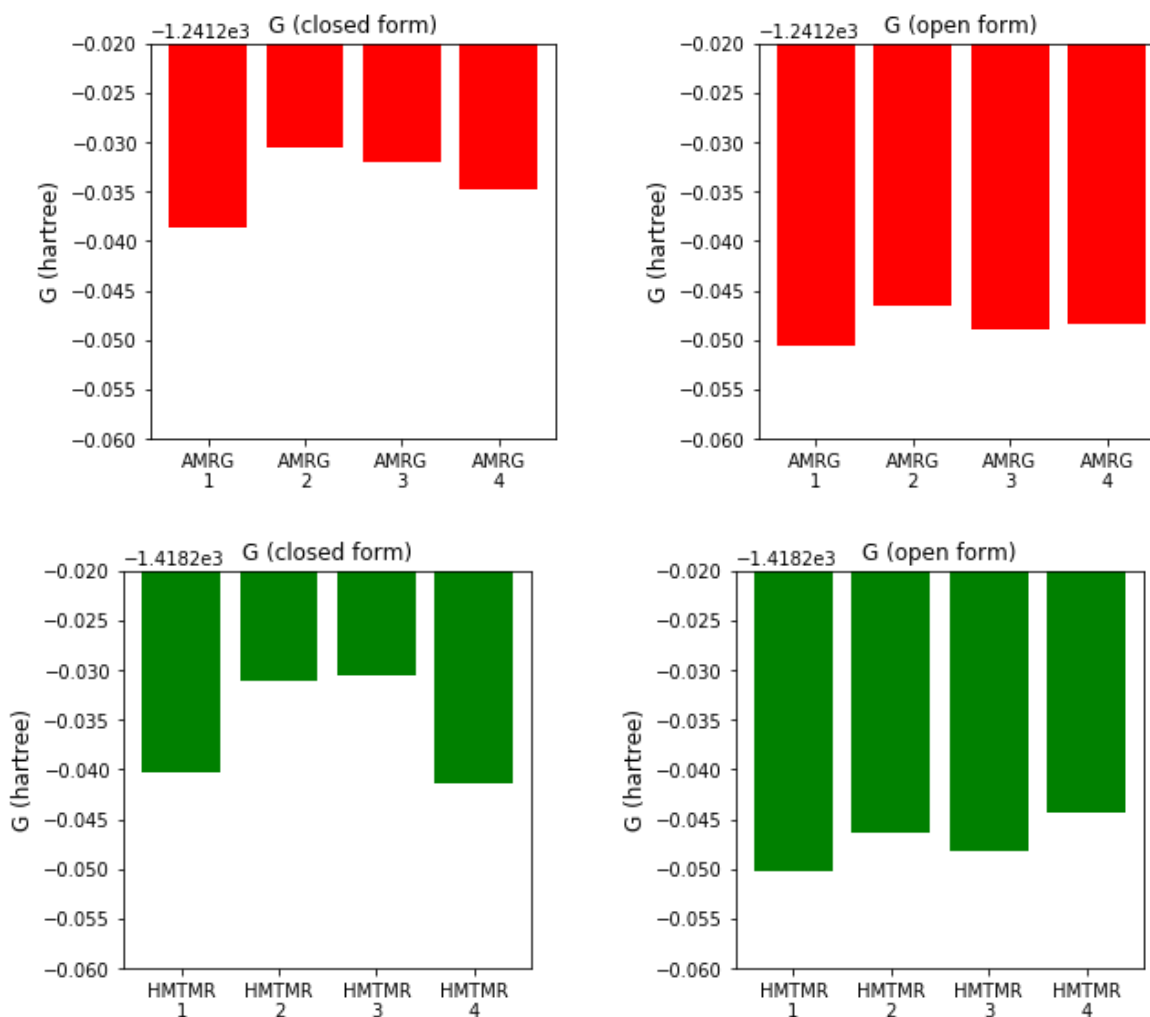 G (closed form)
−1.2412e3
−0.020
−0.025
−0.030
−0.035
−0.040
−0.045
−0.050
−0.055
−0.060
G (hartree)
AMRG AMRG AMRG AMRG
1 2 3 4
G (open form)
−1.2412e3
−0.020
−0.025
−0.030
−0.035
−0.040
−0.045
−0.050
−0.055
−0.060
G (hartree)
AMRG AMRG AMRG AMRG
1 2 3 4
G (closed form)
−1.4182e3
−0.020
−0.025
−0.030
−0.035
−0.040
−0.045
−0.050
−0.055
−0.060
G (hartree)
HMTMR HMTMR HMTMR HMTMR
1 2 3 4
G (open form)
−1.4182e3
−0.020
−0.025
−0.030
−0.035
−0.040
−0.045
−0.050
−0.055
−0.060
G (hartree)
HMTMR HMTMR HMTMR HMTMR
1 2 3 4